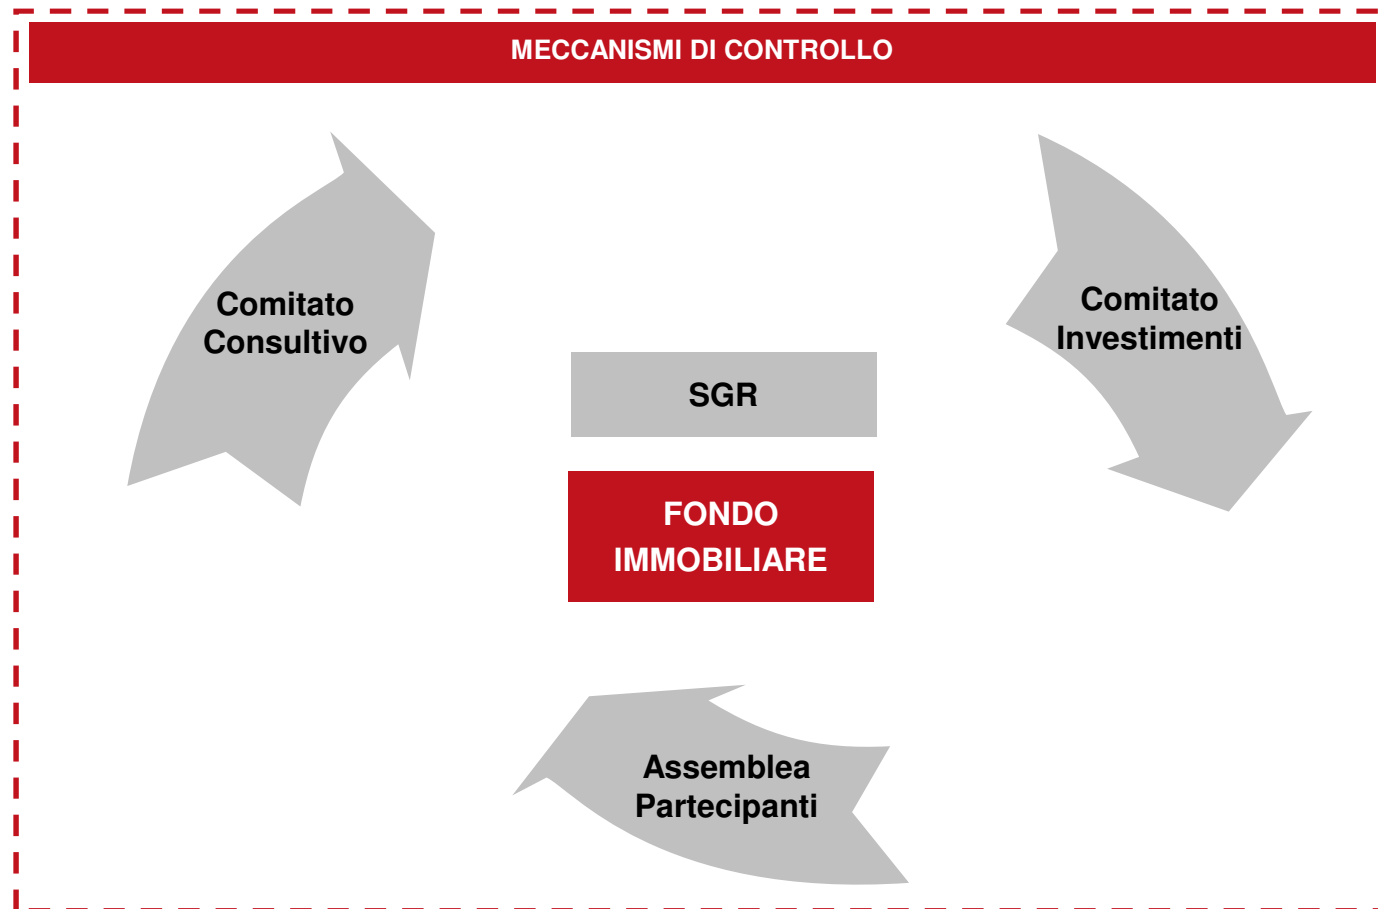 MECCANISMI DI CONTROLLO
Comitato
Consultivo
Comitato
Investimenti
SGR
FONDO
IMMOBILIARE
Assemblea
Partecipanti